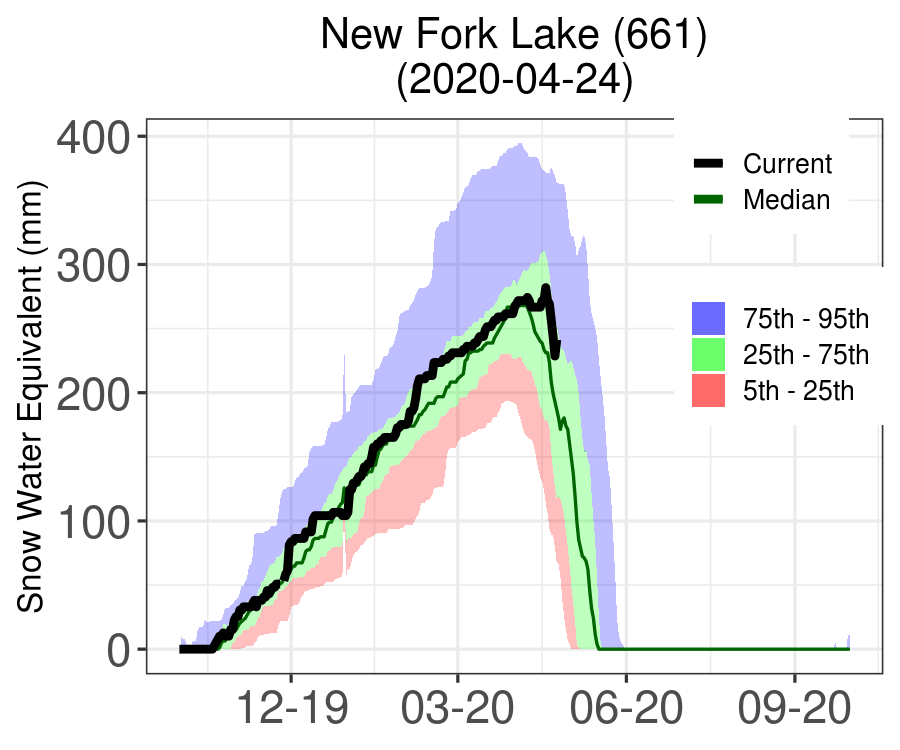 New Fork Lake (661)
(2020-04-24)
400
300
200
100
0
Snow Water Equivalent (mm)
12-19
03-20
06-20
09-20
Current
Median
75th - 95th
25th - 75th
5th - 25th